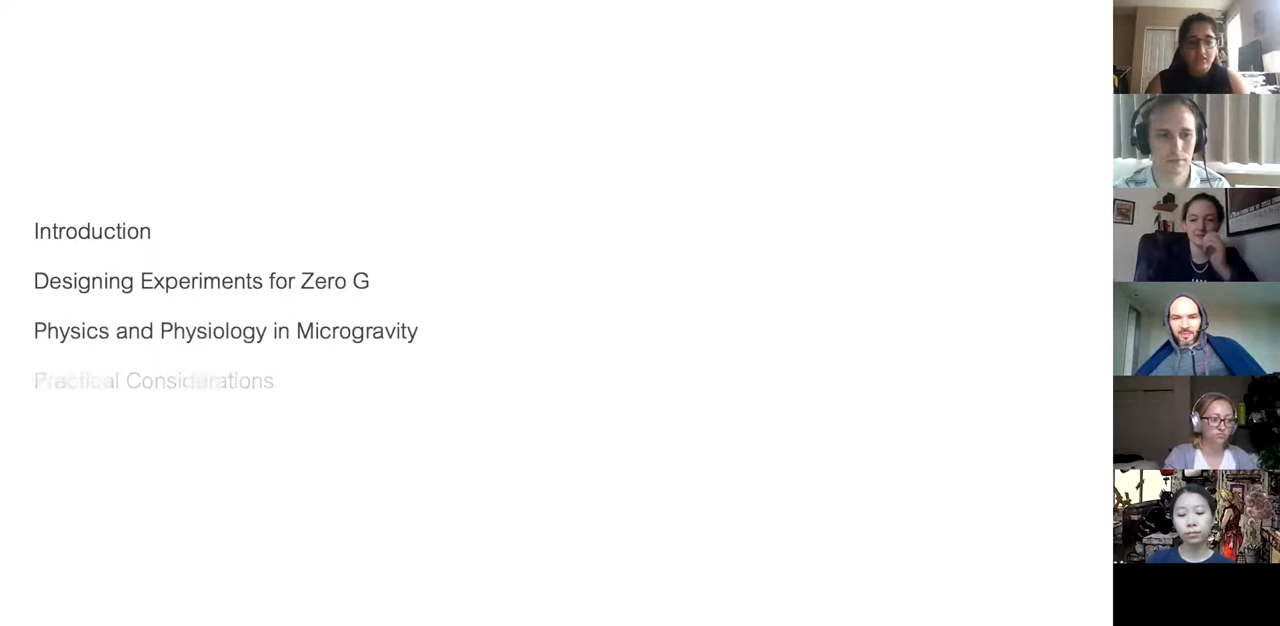 Introduction
Designing Experiments for Zero G
Physics and Physiology in Microgravity
Practical Considerations